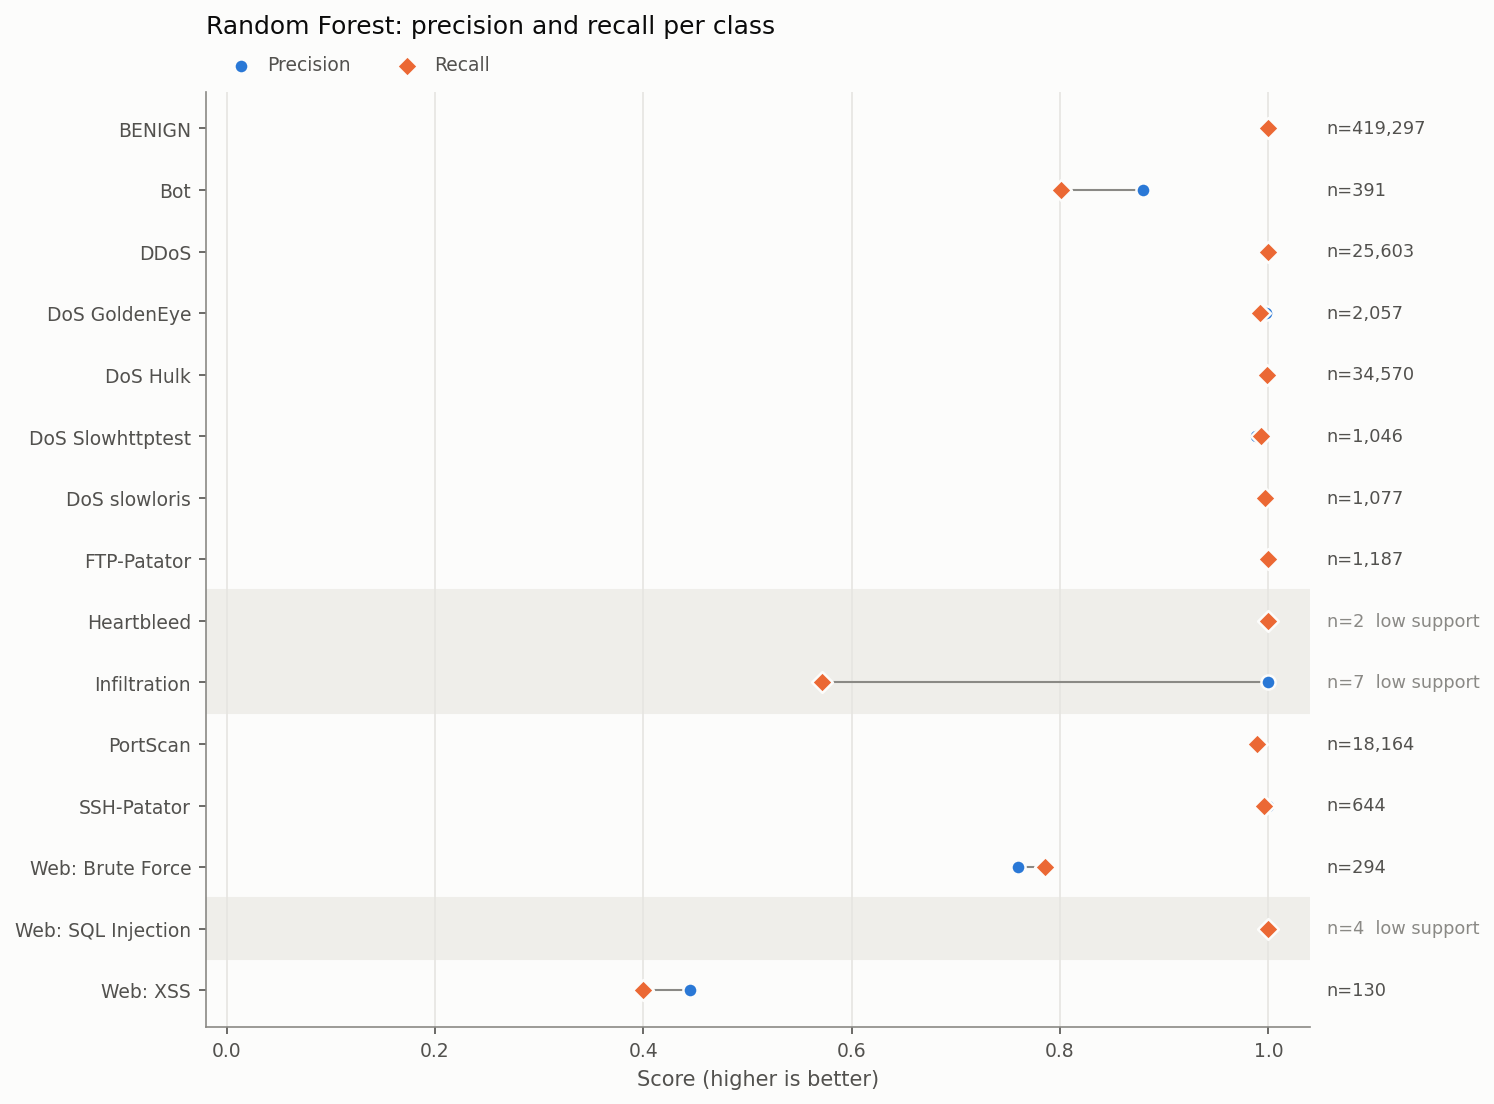 Random Forest: precision and recall per class
Precision Recall
BENIGN n=419,297
Bot n=391
DDoS n=25,603
DoS GoldenEye n=2,057
DoS Hulk n=34,570
DoS Slowhttptest n=1,046
DoS slowloris n=1,077
FTP-Patator n=1,187
Heartbleed n=2 low support
Infiltration n=7 low support
PortScan n=18,164
SSH-Patator n=644
Web: Brute Force n=294
Web: SQL Injection n=4 low support
Web: XSS n=130
0.0 0.2 0.4 0.6 0.8 1.0
Score (higher is better)